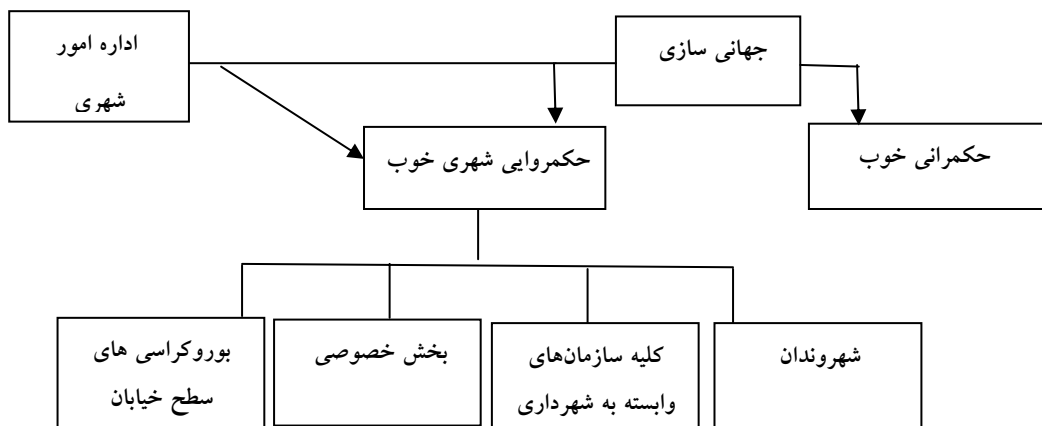 جهانی سازی
اداره امور
شهری
حکمرانی خوب
حکمروایی شهری خوب
شهروندان
کلیه سازمان‌های
وابسته به شهرداری
بخش خصوصی
بوروکراسی های
سطح خیابان